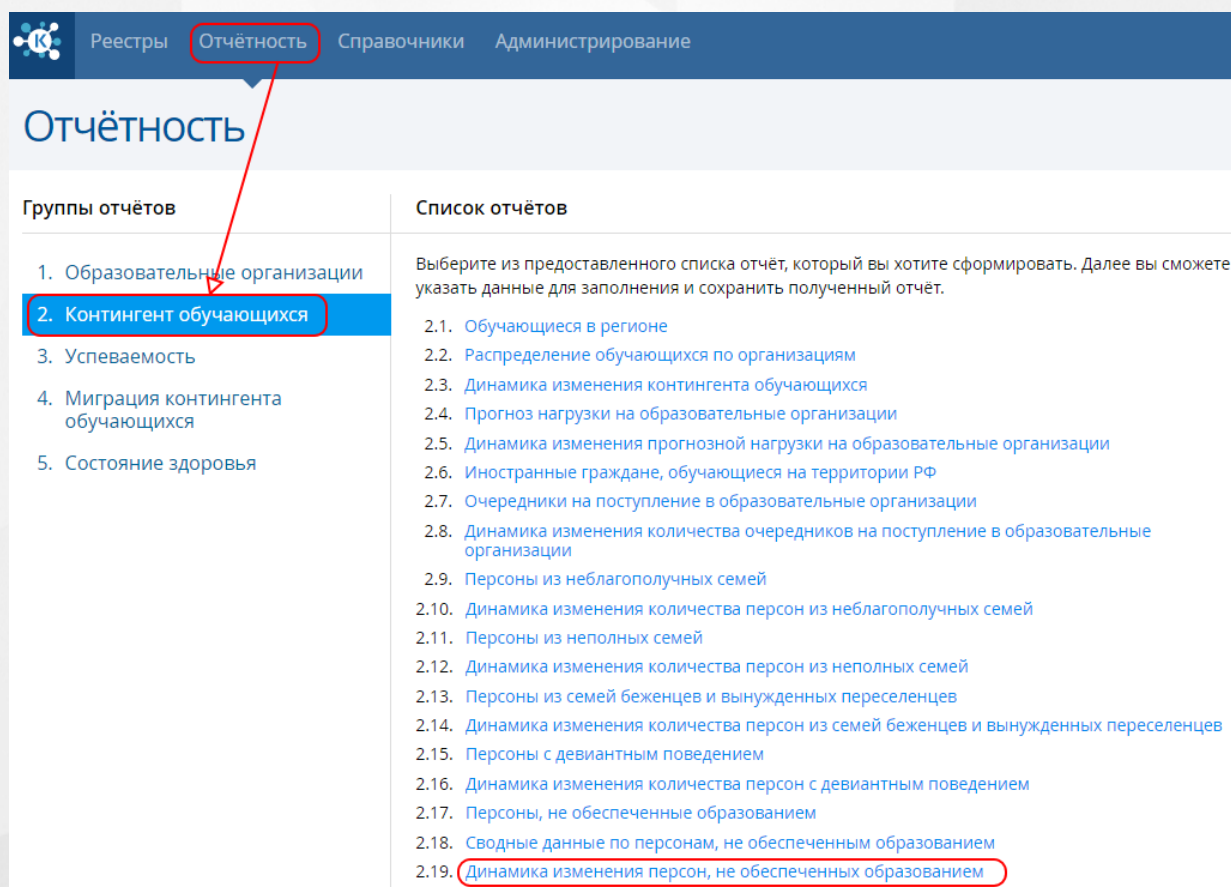 K Реестры Отчётность Справочники Администрирование
Отчётность
Группы отчётов
1. Образовательные организации
2. Контингент обучающихся
3. Успеваемость
4. Миграция контингента
обучающихся
5. Состояние здоровья
Список отчётов
Выберите из предоставленного списка отчёт, который вы хотите сформировать. Далее вы сможете
указать данные для заполнения и сохранить полученный отчёт.
2.1. Обучающиеся в регионе
2.2. Распределение обучающихся по организациям
2.3. Динамика изменения контингента обучающихся
2.4. Прогноз нагрузки на образовательные организации
2.5. Динамика изменения прогнозной нагрузки на образовательные организации
2.6. Иностранные граждане, обучающиеся на территории РФ
2.7. Очередники на поступление в образовательные организации
2.8. Динамика изменения количества очередников на поступление в образовательные
организации
2.9. Персоны из неблагополучных семей
2.10. Динамика изменения количества персон из неблагополучных семей
2.11. Персоны из неполных семей
2.12. Динамика изменения количества персон из неполных семей
2.13. Персоны из семей беженцев и вынужденных переселенцев
2.14. Динамика изменения количества персон из семей беженцев и вынужденных переселенцев
2.15. Персоны с девиантным поведением
2.16. Динамика изменения количества персон с девиантным поведением
2.17. Персоны, не обеспеченные образованием
2.18. Сводные данные по персонам, не обеспеченным образованием
2.19. Динамика изменения персон, не обеспеченных образованием